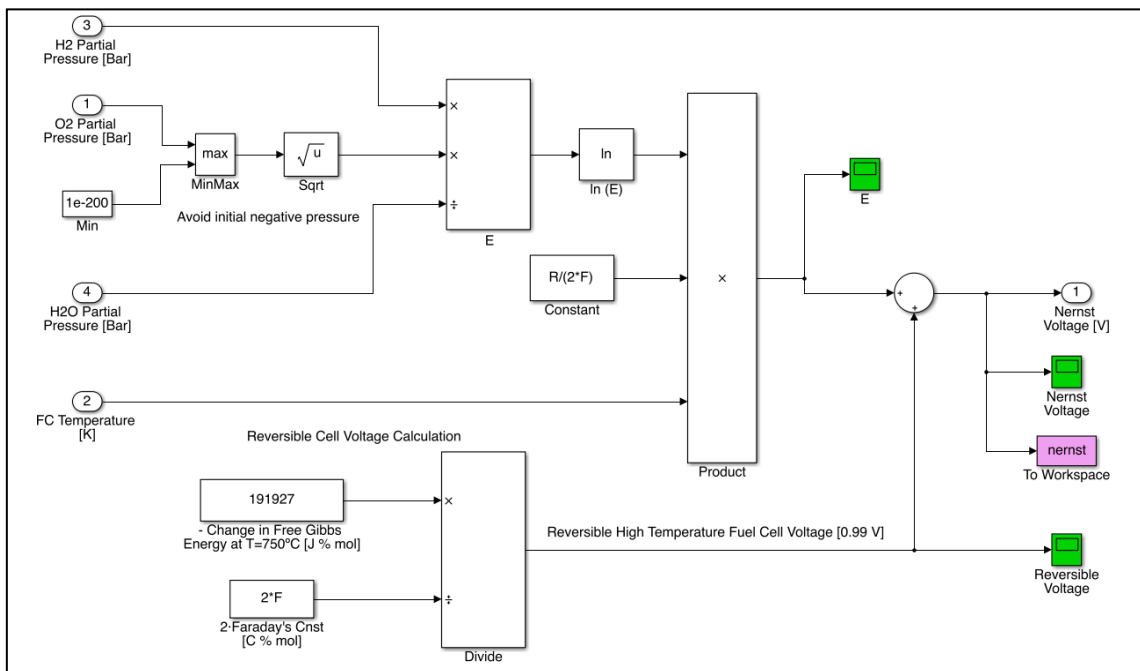 3
H2 Partial
Pressure [Bar]
1
O2 Partial
Pressure [Bar]
max
MinMax
√u
Sqrt
1e-200
Min
Avoid initial negative pressure
×
×
÷
E
ln
ln (E)
4
H2O Partial
Pressure [Bar]
R/(2*F)
Constant
×
Product
E
2
FC Temperature
[K]
+
+
1
Nernst
Voltage [V]
Nernst
Voltage
nernst
To Workspace
Reversible Cell Voltage Calculation
191927
- Change in Free Gibbs
Energy at T=750ºC [J % mol]
2*F
2·Faraday's Cnst
[C % mol]
×
÷
Divide
Reversible High Temperature Fuel Cell Voltage [0.99 V]
Reversible
Voltage